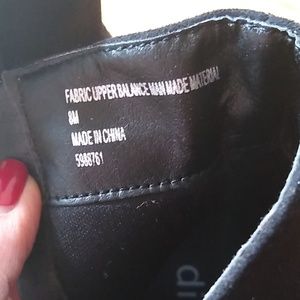 FABRIC UPPER BALANCE MAN MADE MATERIAL
8M
MADE IN CHINA
5988761